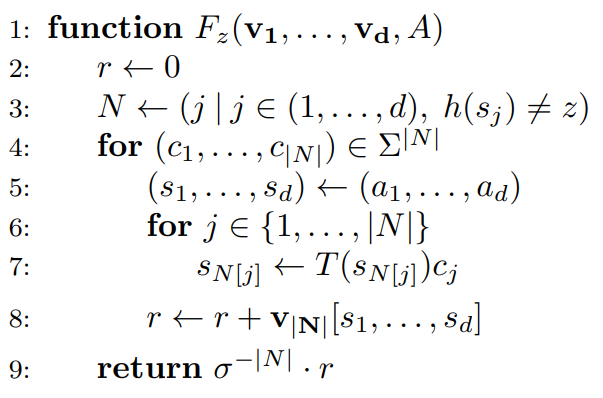 1: function F_z(v_1, …, v_d, A)
2: r ← 0
3: N ← (j | j ∈ (1, …, d), h(s_j) ≠ z)
4: for (c_1, …, c_{|N|}) ∈ Σ^{|N|}
5: (s_1, …, s_d) ← (a_1, …, a_d)
6: for j ∈ {1, …, |N|}
7: s_{N[j]} ← T(s_{N[j]})c_j
8: r ← r + v_{|N|}[s_1, …, s_d]
9: return σ^{−|N|} · r